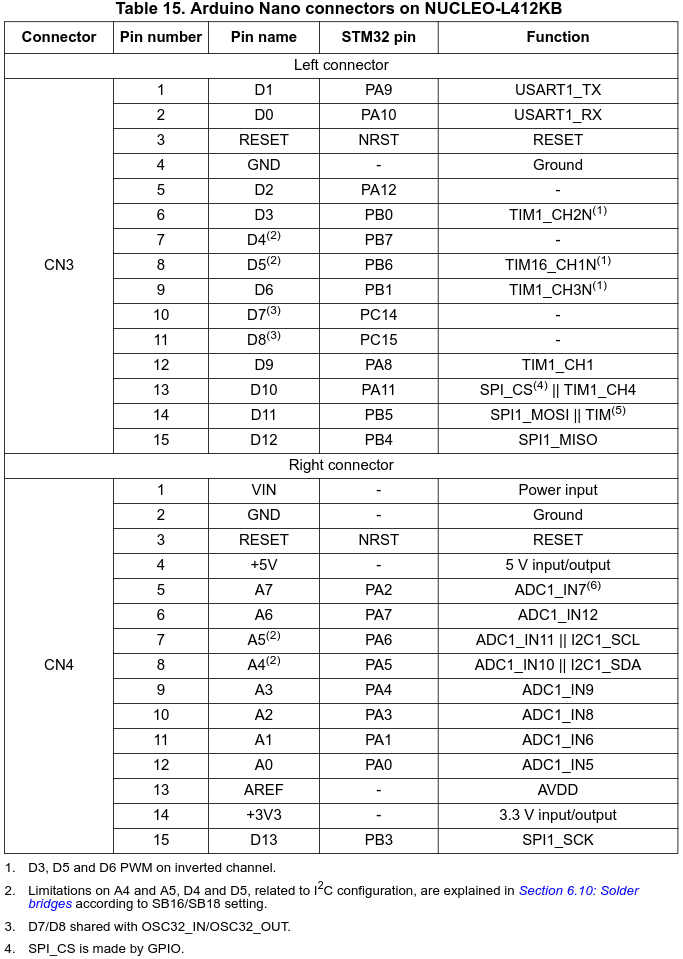 Table 15. Arduino Nano connectors on NUCLEO-L412KB
Connector Pin number Pin name STM32 pin Function
Left connector
CN3
1 D1 PA9 USART1_TX
2 D0 PA10 USART1_RX
3 RESET NRST RESET
4 GND - Ground
5 D2 PA12 -
6 D3 PB0 TIM1_CH2N(1)
7 D4(2) PB7 -
8 D5(2) PB6 TIM16_CH1N(1)
9 D6 PB1 TIM1_CH3N(1)
10 D7(3) PC14 -
11 D8(3) PC15 -
12 D9 PA8 TIM1_CH1
13 D10 PA11 SPI_CS(4) || TIM1_CH4
14 D11 PB5 SPI1_MOSI || TIM(5)
15 D12 PB4 SPI1_MISO
Right connector
CN4
1 VIN - Power input
2 GND - Ground
3 RESET NRST RESET
4 +5V - 5 V input/output
5 A7 PA2 ADC1_IN7(6)
6 A6 PA7 ADC1_IN12
7 A5(2) PA6 ADC1_IN11 || I2C1_SCL
8 A4(2) PA5 ADC1_IN10 || I2C1_SDA
9 A3 PA4 ADC1_IN9
10 A2 PA3 ADC1_IN8
11 A1 PA1 ADC1_IN6
12 A0 PA0 ADC1_IN5
13 AREF - AVDD
14 +3V3 - 3.3 V input/output
15 D13 PB3 SPI1_SCK
1. D3, D5 and D6 PWM on inverted channel.
2. Limitations on A4 and A5, D4 and D5, related to I2C configuration, are explained in Section 6.10: Solder
bridges according to SB16/SB18 setting.
3. D7/D8 shared with OSC32_IN/OSC32_OUT.
4. SPI_CS is made by GPIO.